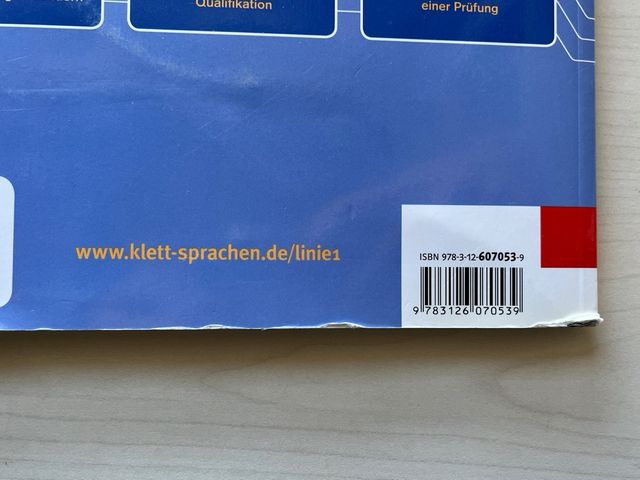 Qualifikation
einer Prüfung
www.klett-sprachen.de/linie1
ISBN 978-3-12-607053-9
9 783126 070539